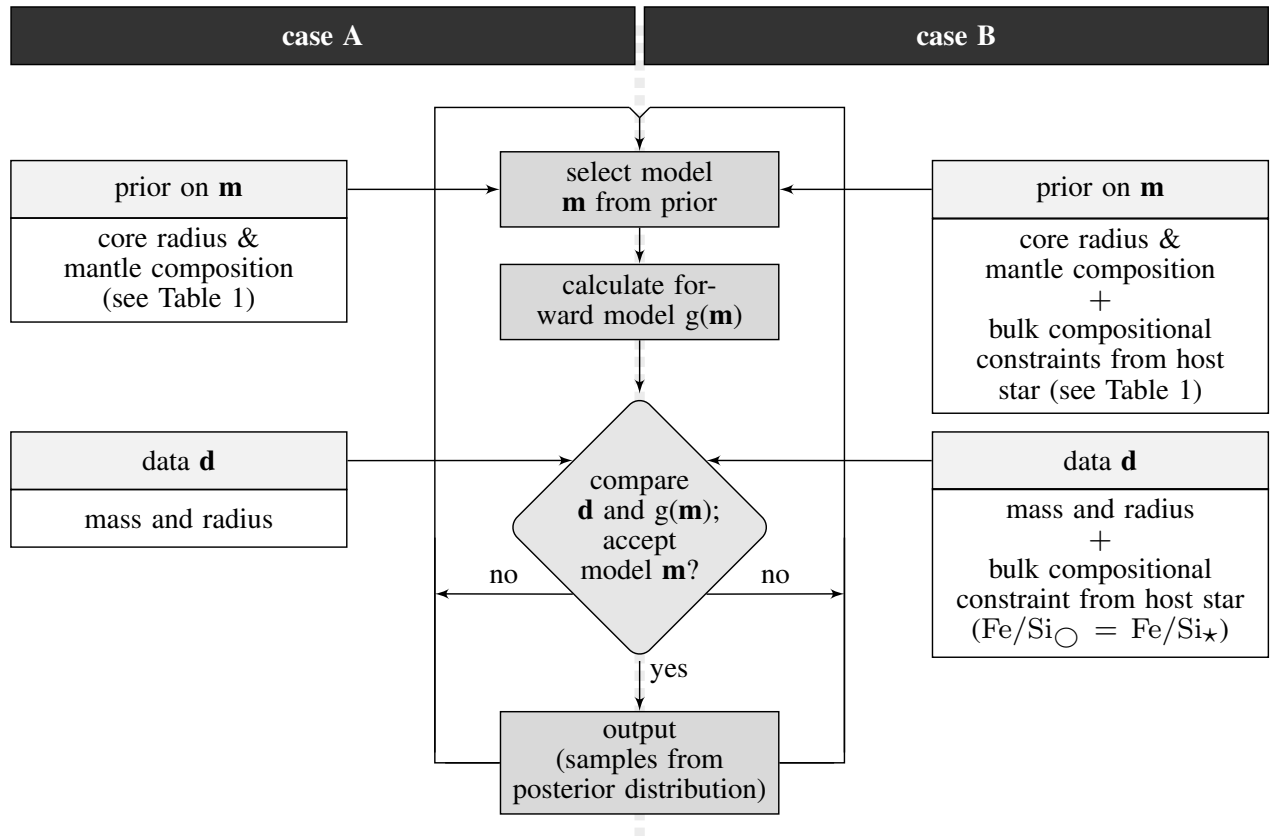 case A
case B
prior on m
core radius &
mantle composition
(see Table 1)
select model
m from prior
prior on m
core radius &
mantle composition
+
bulk compositional
constraints from host
star (see Table 1)
calculate for-
ward model g(m)
data d
mass and radius
compare
d and g(m);
accept
model m?
no
no
yes
data d
mass and radius
+
bulk compositional
constraint from host star
(Fe/Si○ = Fe/Si⋆)
output
(samples from
posterior distribution)